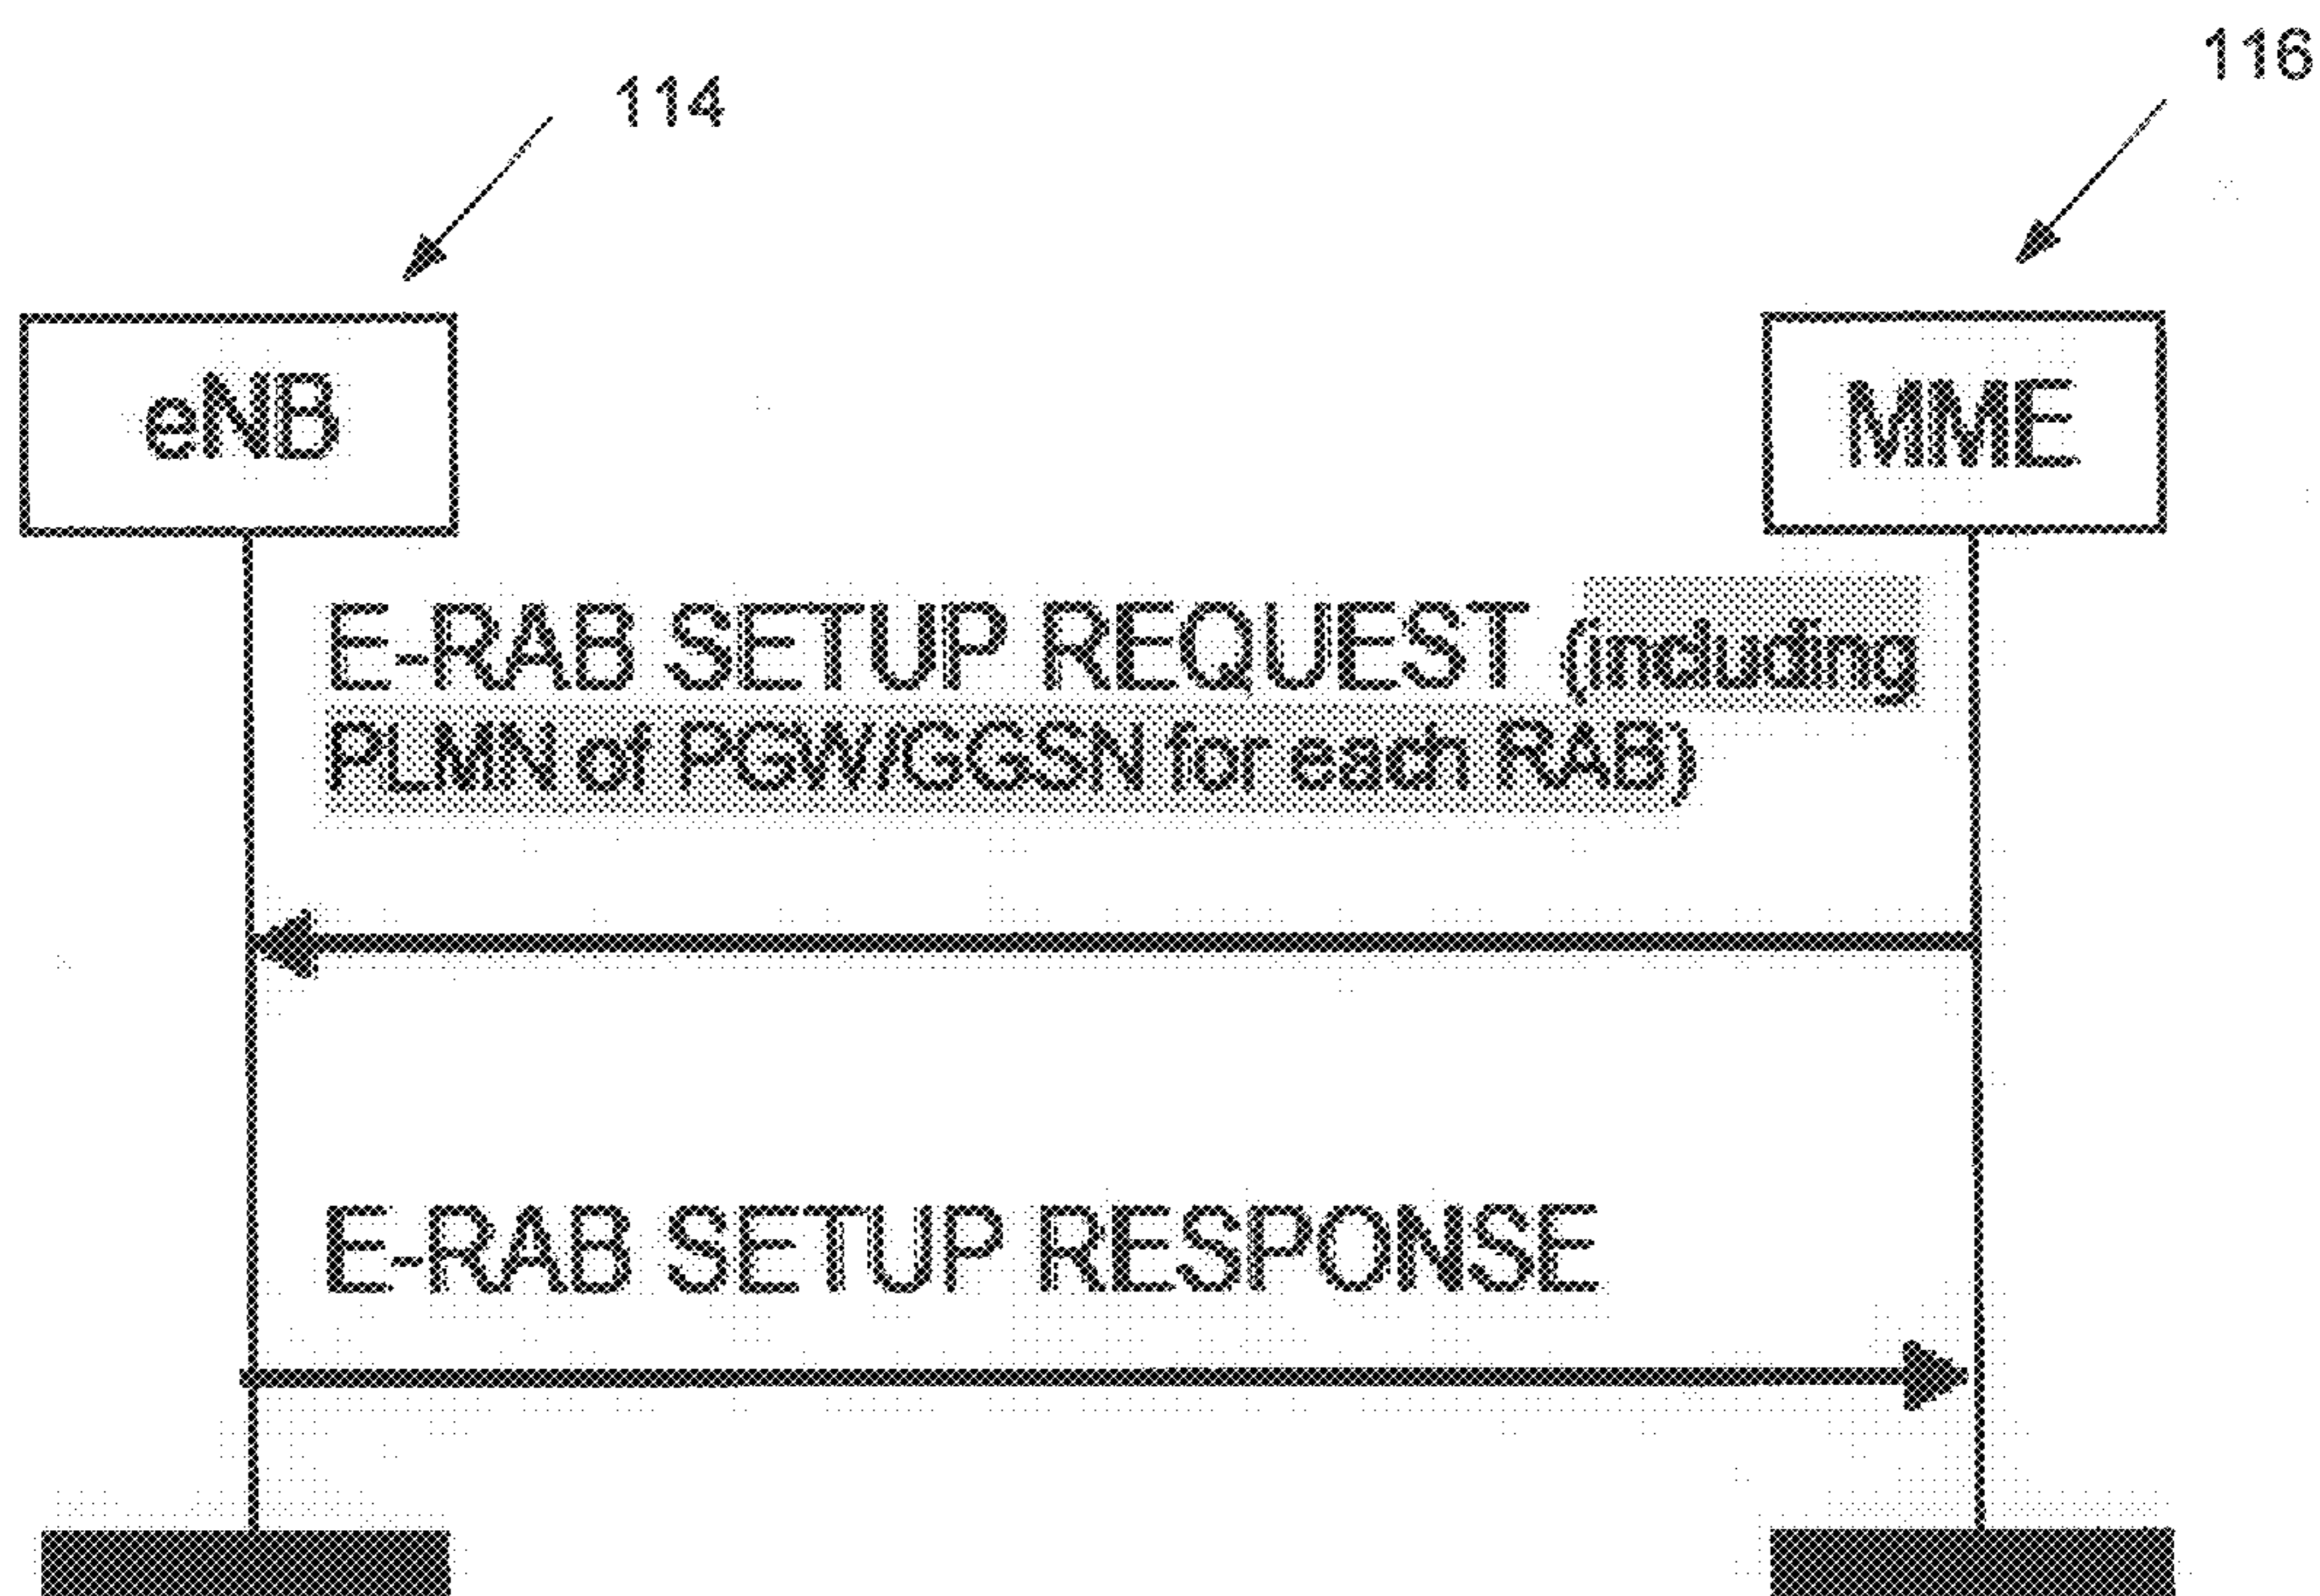 114
116
eNB
MME
E-RAB SETUP REQUEST (including
PLMN of PGW/GGSN for each RAB)
E-RAB SETUP RESPONSE